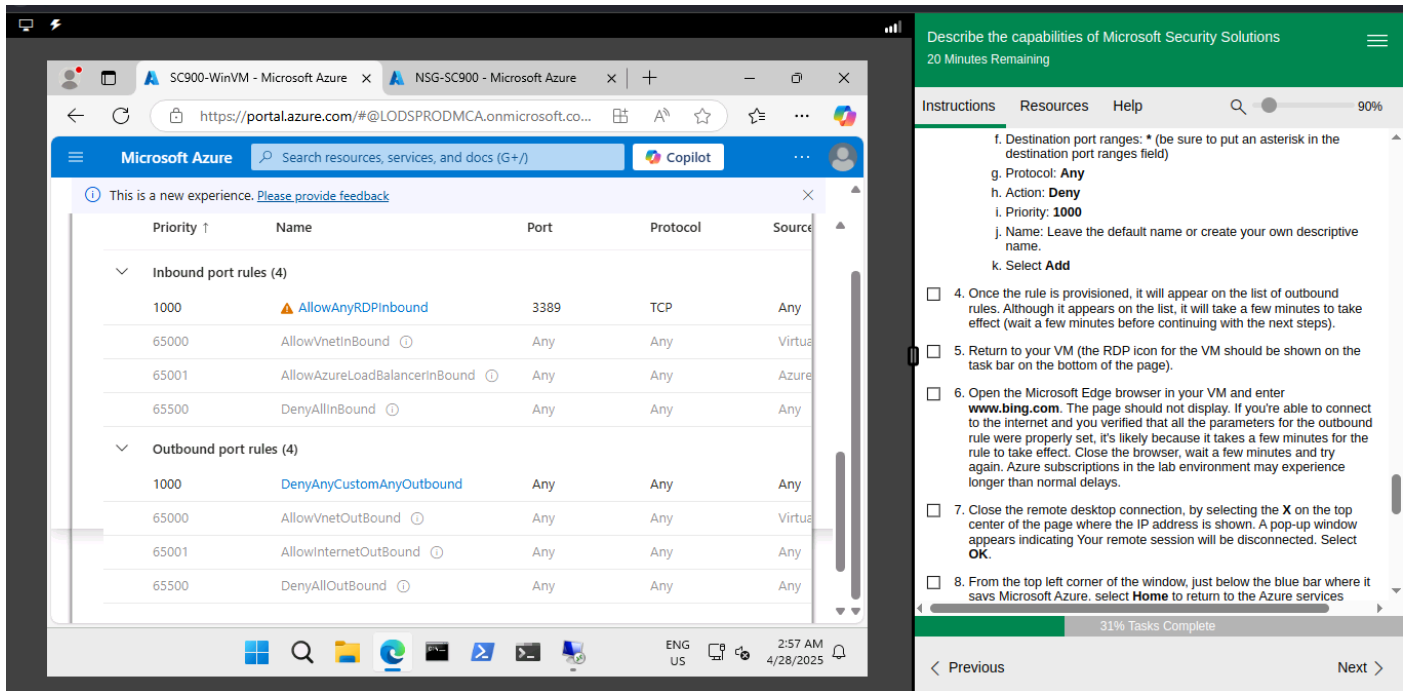 SC900-WinVM - Microsoft Azure
NSG-SC900 - Microsoft Azure
https://portal.azure.com/#@LODSPRODMCA.onmicrosoft.co...
Microsoft Azure
Search resources, services, and docs (G+/)
Copilot
This is a new experience. Please provide feedback
Priority ↑ Name Port Protocol Source
Inbound port rules (4)
1000 AllowAnyRDPInbound 3389 TCP Any
65000 AllowVnetInBound Any Any Virtua
65001 AllowAzureLoadBalancerInBound Any Any Azure
65500 DenyAllInBound Any Any Any
Outbound port rules (4)
1000 DenyAnyCustomAnyOutbound Any Any Any
65000 AllowVnetOutBound Any Any Virtua
65001 AllowInternetOutBound Any Any Any
65500 DenyAllOutBound Any Any Any
ENG
US
2:57 AM
4/28/2025
Describe the capabilities of Microsoft Security Solutions
20 Minutes Remaining
Instructions Resources Help 90%
f. Destination port ranges: * (be sure to put an asterisk in the
destination port ranges field)
g. Protocol: Any
h. Action: Deny
i. Priority: 1000
j. Name: Leave the default name or create your own descriptive
name.
k. Select Add
4. Once the rule is provisioned, it will appear on the list of outbound
rules. Although it appears on the list, it will take a few minutes to take
effect (wait a few minutes before continuing with the next steps).
5. Return to your VM (the RDP icon for the VM should be shown on the
task bar on the bottom of the page).
6. Open the Microsoft Edge browser in your VM and enter
www.bing.com. The page should not display. If you're able to connect
to the internet and you verified that all the parameters for the outbound
rule were properly set, it's likely because it takes a few minutes for the
rule to take effect. Close the browser, wait a few minutes and try
again. Azure subscriptions in the lab environment may experience
longer than normal delays.
7. Close the remote desktop connection, by selecting the X on the top
center of the page where the IP address is shown. A pop-up window
appears indicating Your remote session will be disconnected. Select
OK.
8. From the top left corner of the window, just below the blue bar where it
says Microsoft Azure, select Home to return to the Azure services
31% Tasks Complete
Previous
Next